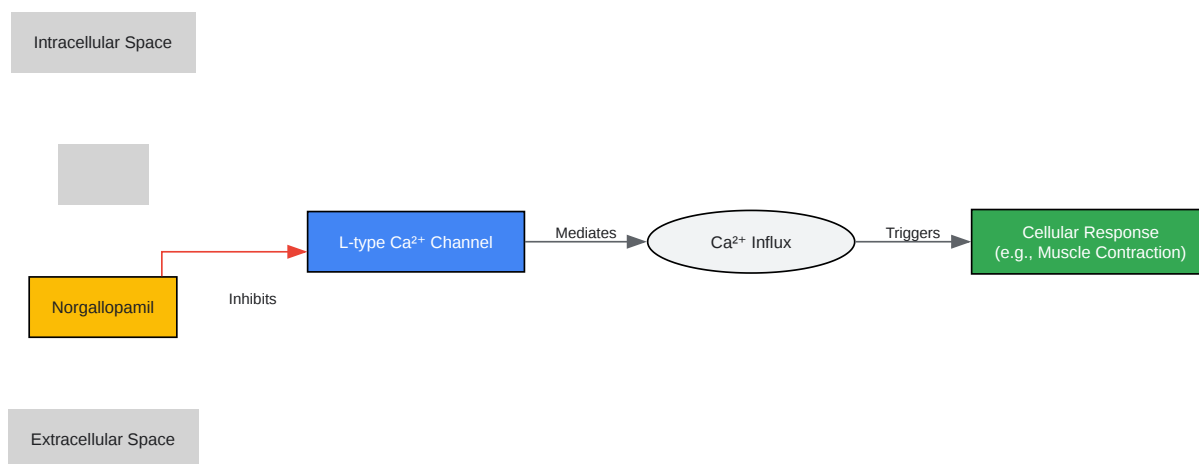 Intracellular Space
L-type Ca²⁺ Channel
Mediates
Ca²⁺ Influx
Triggers
Cellular Response
(e.g., Muscle Contraction)
Norgallopamil
Inhibits
Extracellular Space